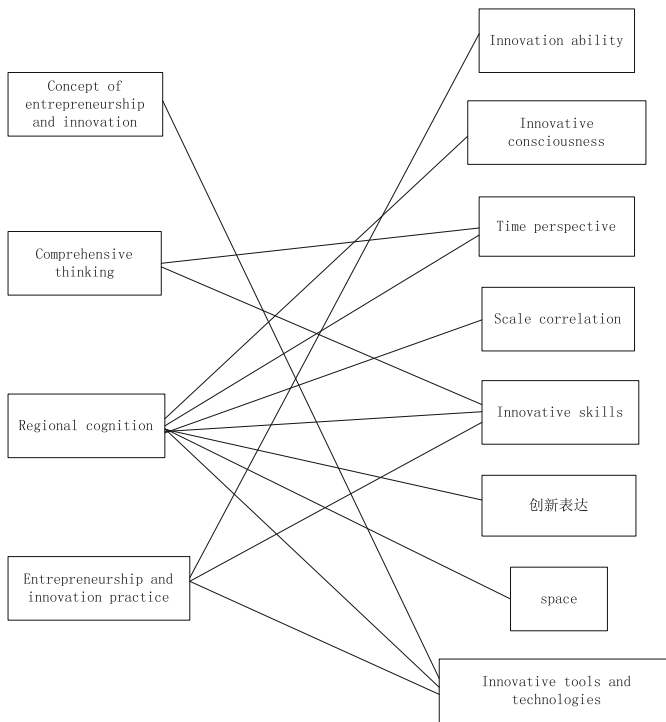 Concept of
entrepreneurship
and innovation
Comprehensive
thinking
Regional cognition
Entrepreneurship and
innovation practice
Innovation ability
Innovative
consciousness
Time perspective
Scale correlation
Innovative skills
创新表达
space
Innovative tools and
technologies